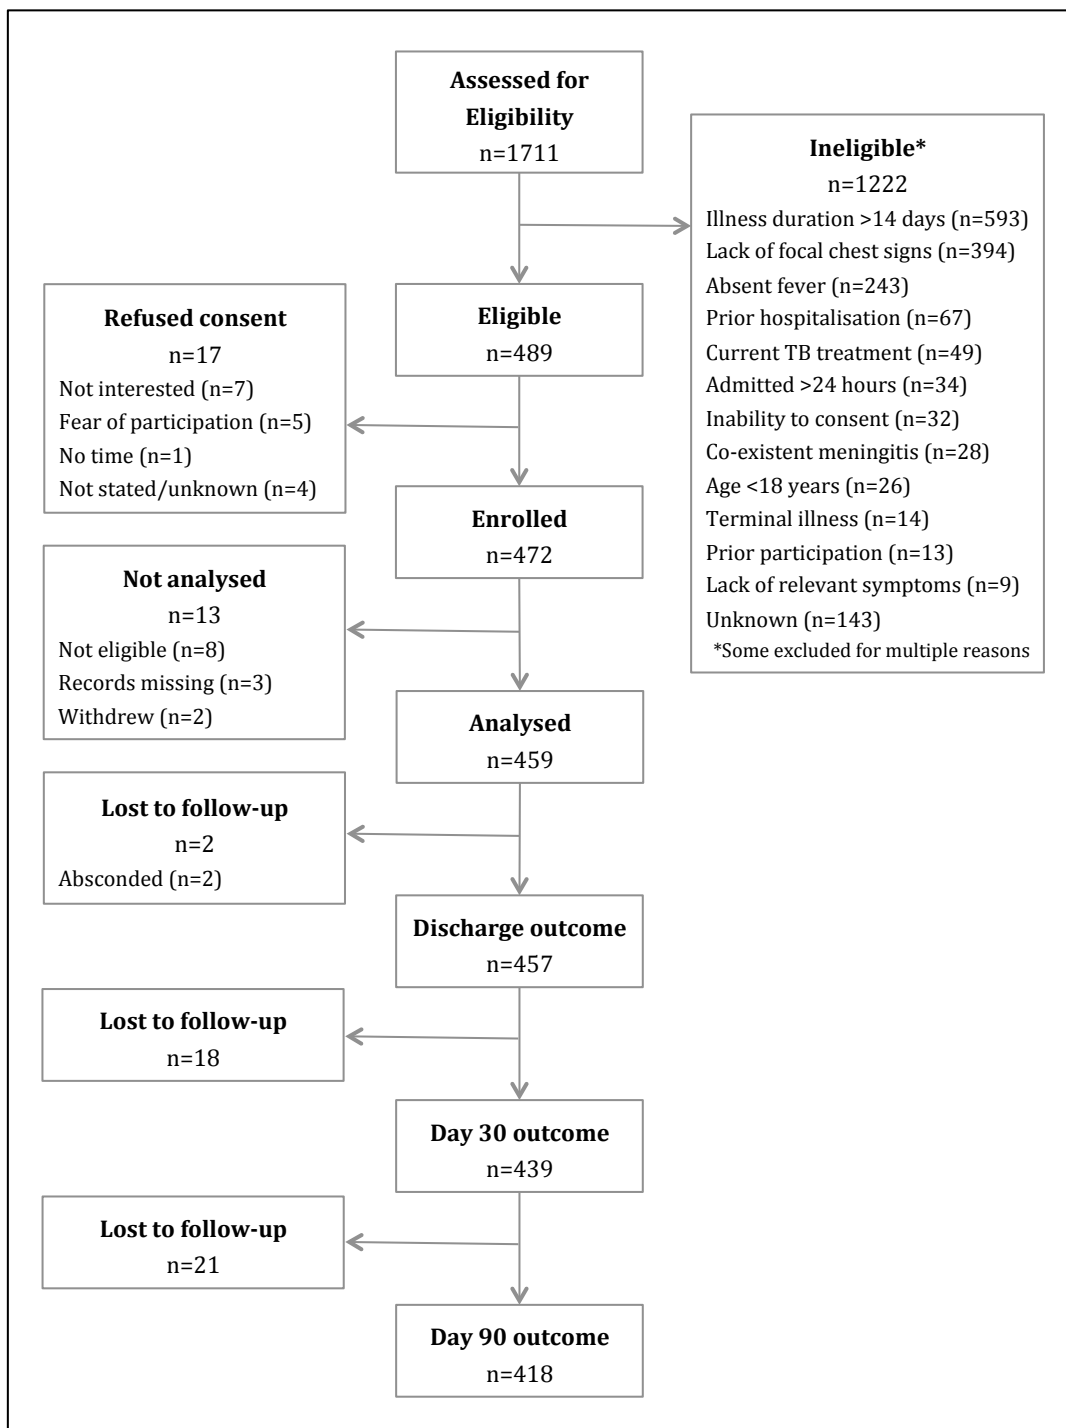 Assessed for
Eligibility
n=1711
Ineligible*
n=1222
Illness duration >14 days (n=593)
Lack of focal chest signs (n=394)
Absent fever (n=243)
Prior hospitalisation (n=67)
Current TB treatment (n=49)
Admitted >24 hours (n=34)
Inability to consent (n=32)
Co-existent meningitis (n=28)
Age <18 years (n=26)
Terminal illness (n=14)
Prior participation (n=13)
Lack of relevant symptoms (n=9)
Unknown (n=143)
*Some excluded for multiple reasons
Eligible
n=489
Refused consent
n=17
Not interested (n=7)
Fear of participation (n=5)
No time (n=1)
Not stated/unknown (n=4)
Enrolled
n=472
Not analysed
n=13
Not eligible (n=8)
Records missing (n=3)
Withdrew (n=2)
Analysed
n=459
Lost to follow-up
n=2
Absconded (n=2)
Discharge outcome
n=457
Lost to follow-up
n=18
Day 30 outcome
n=439
Lost to follow-up
n=21
Day 90 outcome
n=418